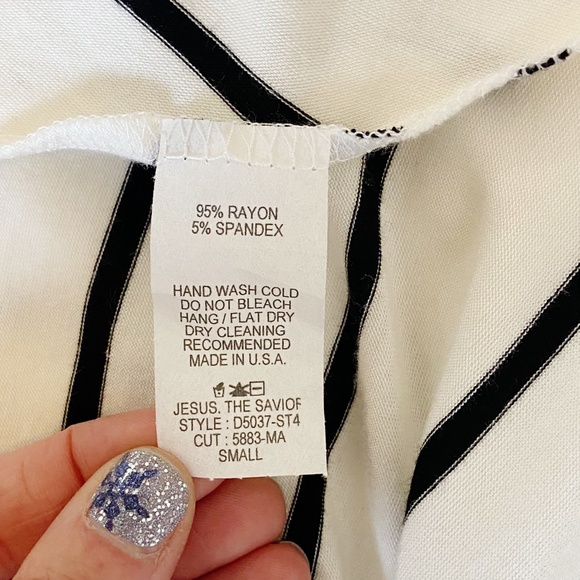 95% RAYON
5% SPANDEX
HAND WASH COLD
DO NOT BLEACH
HANG / FLAT DRY
DRY CLEANING
RECOMMENDED
MADE IN U.S.A.
JESUS. THE SAVIOR
STYLE : D5037-ST4
CUT : 5883-MA
SMALL